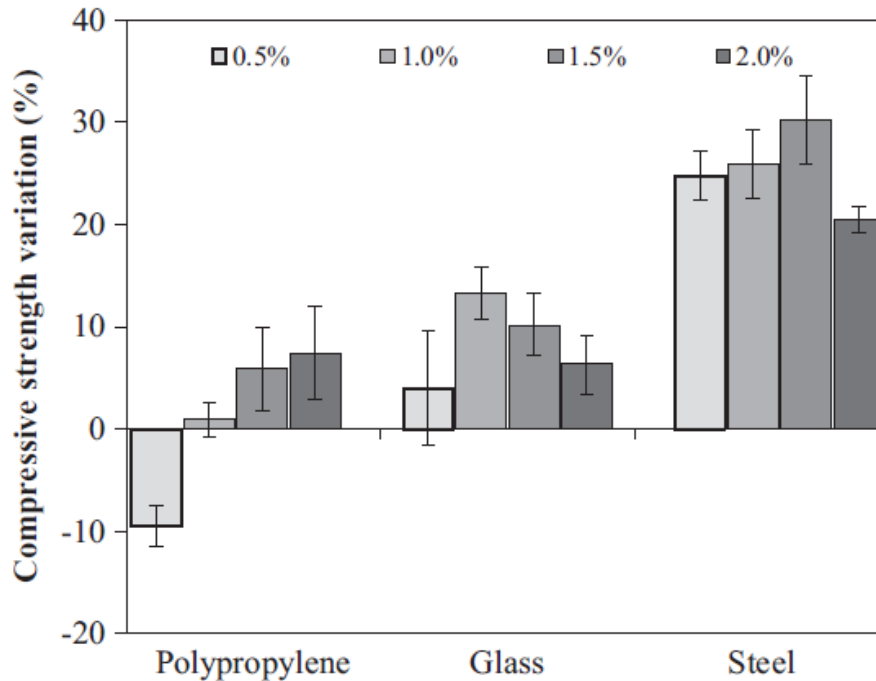 Compressive strength variation (%)
40
30
20
10
0
-10
-20
0.5% 1.0% 1.5% 2.0%
Polypropylene Glass Steel